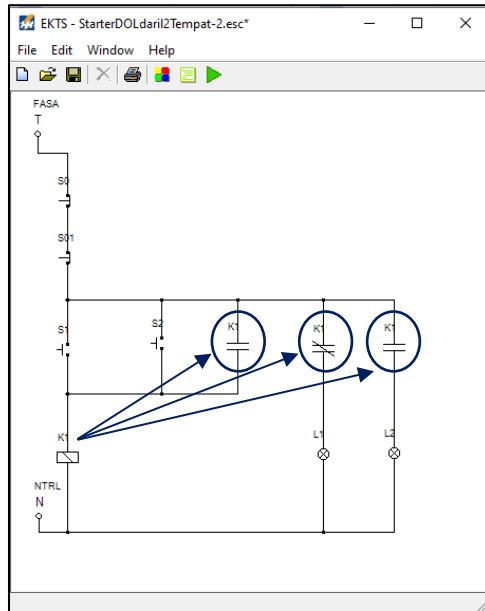 EKTS - StarterDOLdaril2Tempat-2.esc*
File Edit Window Help
FASA
T
S0
S01
S1
S2
K1
K1
K1
K1
L1
L2
NTRL
N